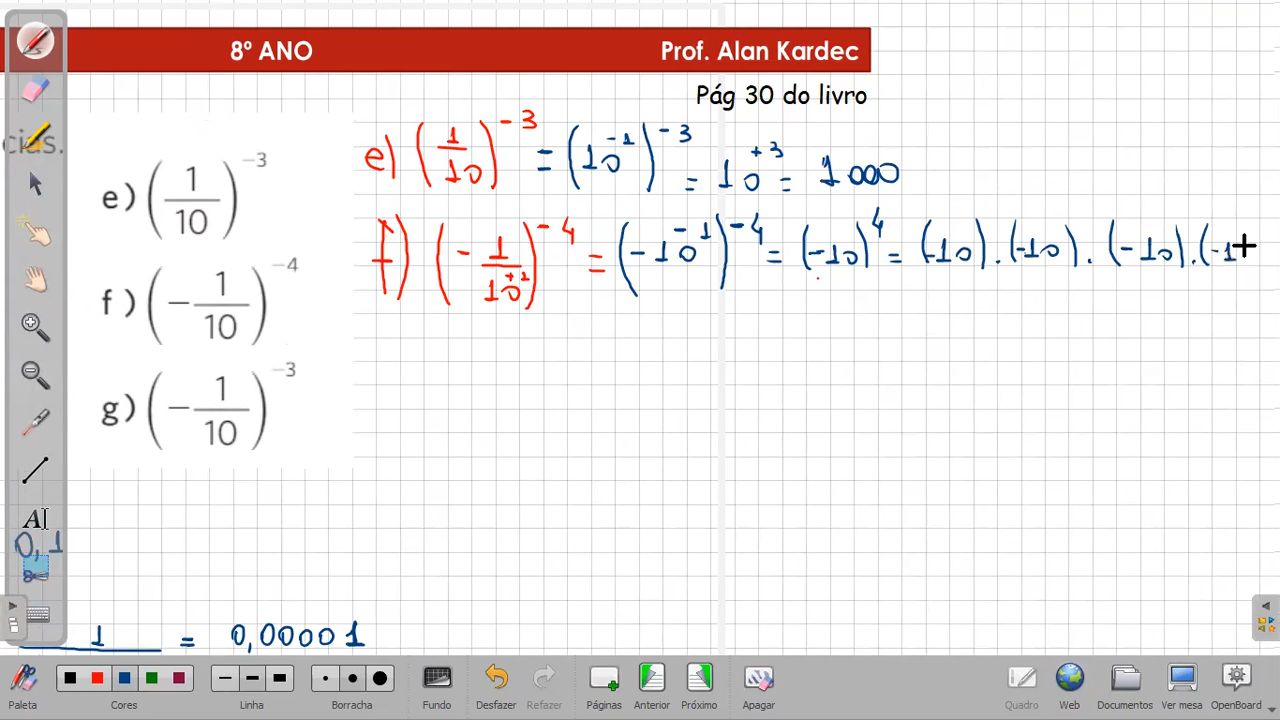 8º ANO Prof. Alan Kardec
Pág 30 do livro
cias.
e) (1/10)^-3
f) (-1/10)^-4
g) (-1/10)^-3
e) (1/10)^-3 = (10^-1)^-3 = 10^+3 = 1000
f) (-1/10^+1)^-4 = (-10^-1)^-4 = (-10)^4 = (-10).(-10).(-10).(-1
0,1
1 = 0,00001
Paleta Cores Linha Borracha Fundo Desfazer Refazer Páginas Anterior Próximo Apagar Quadro Web Documentos Ver mesa OpenBoard